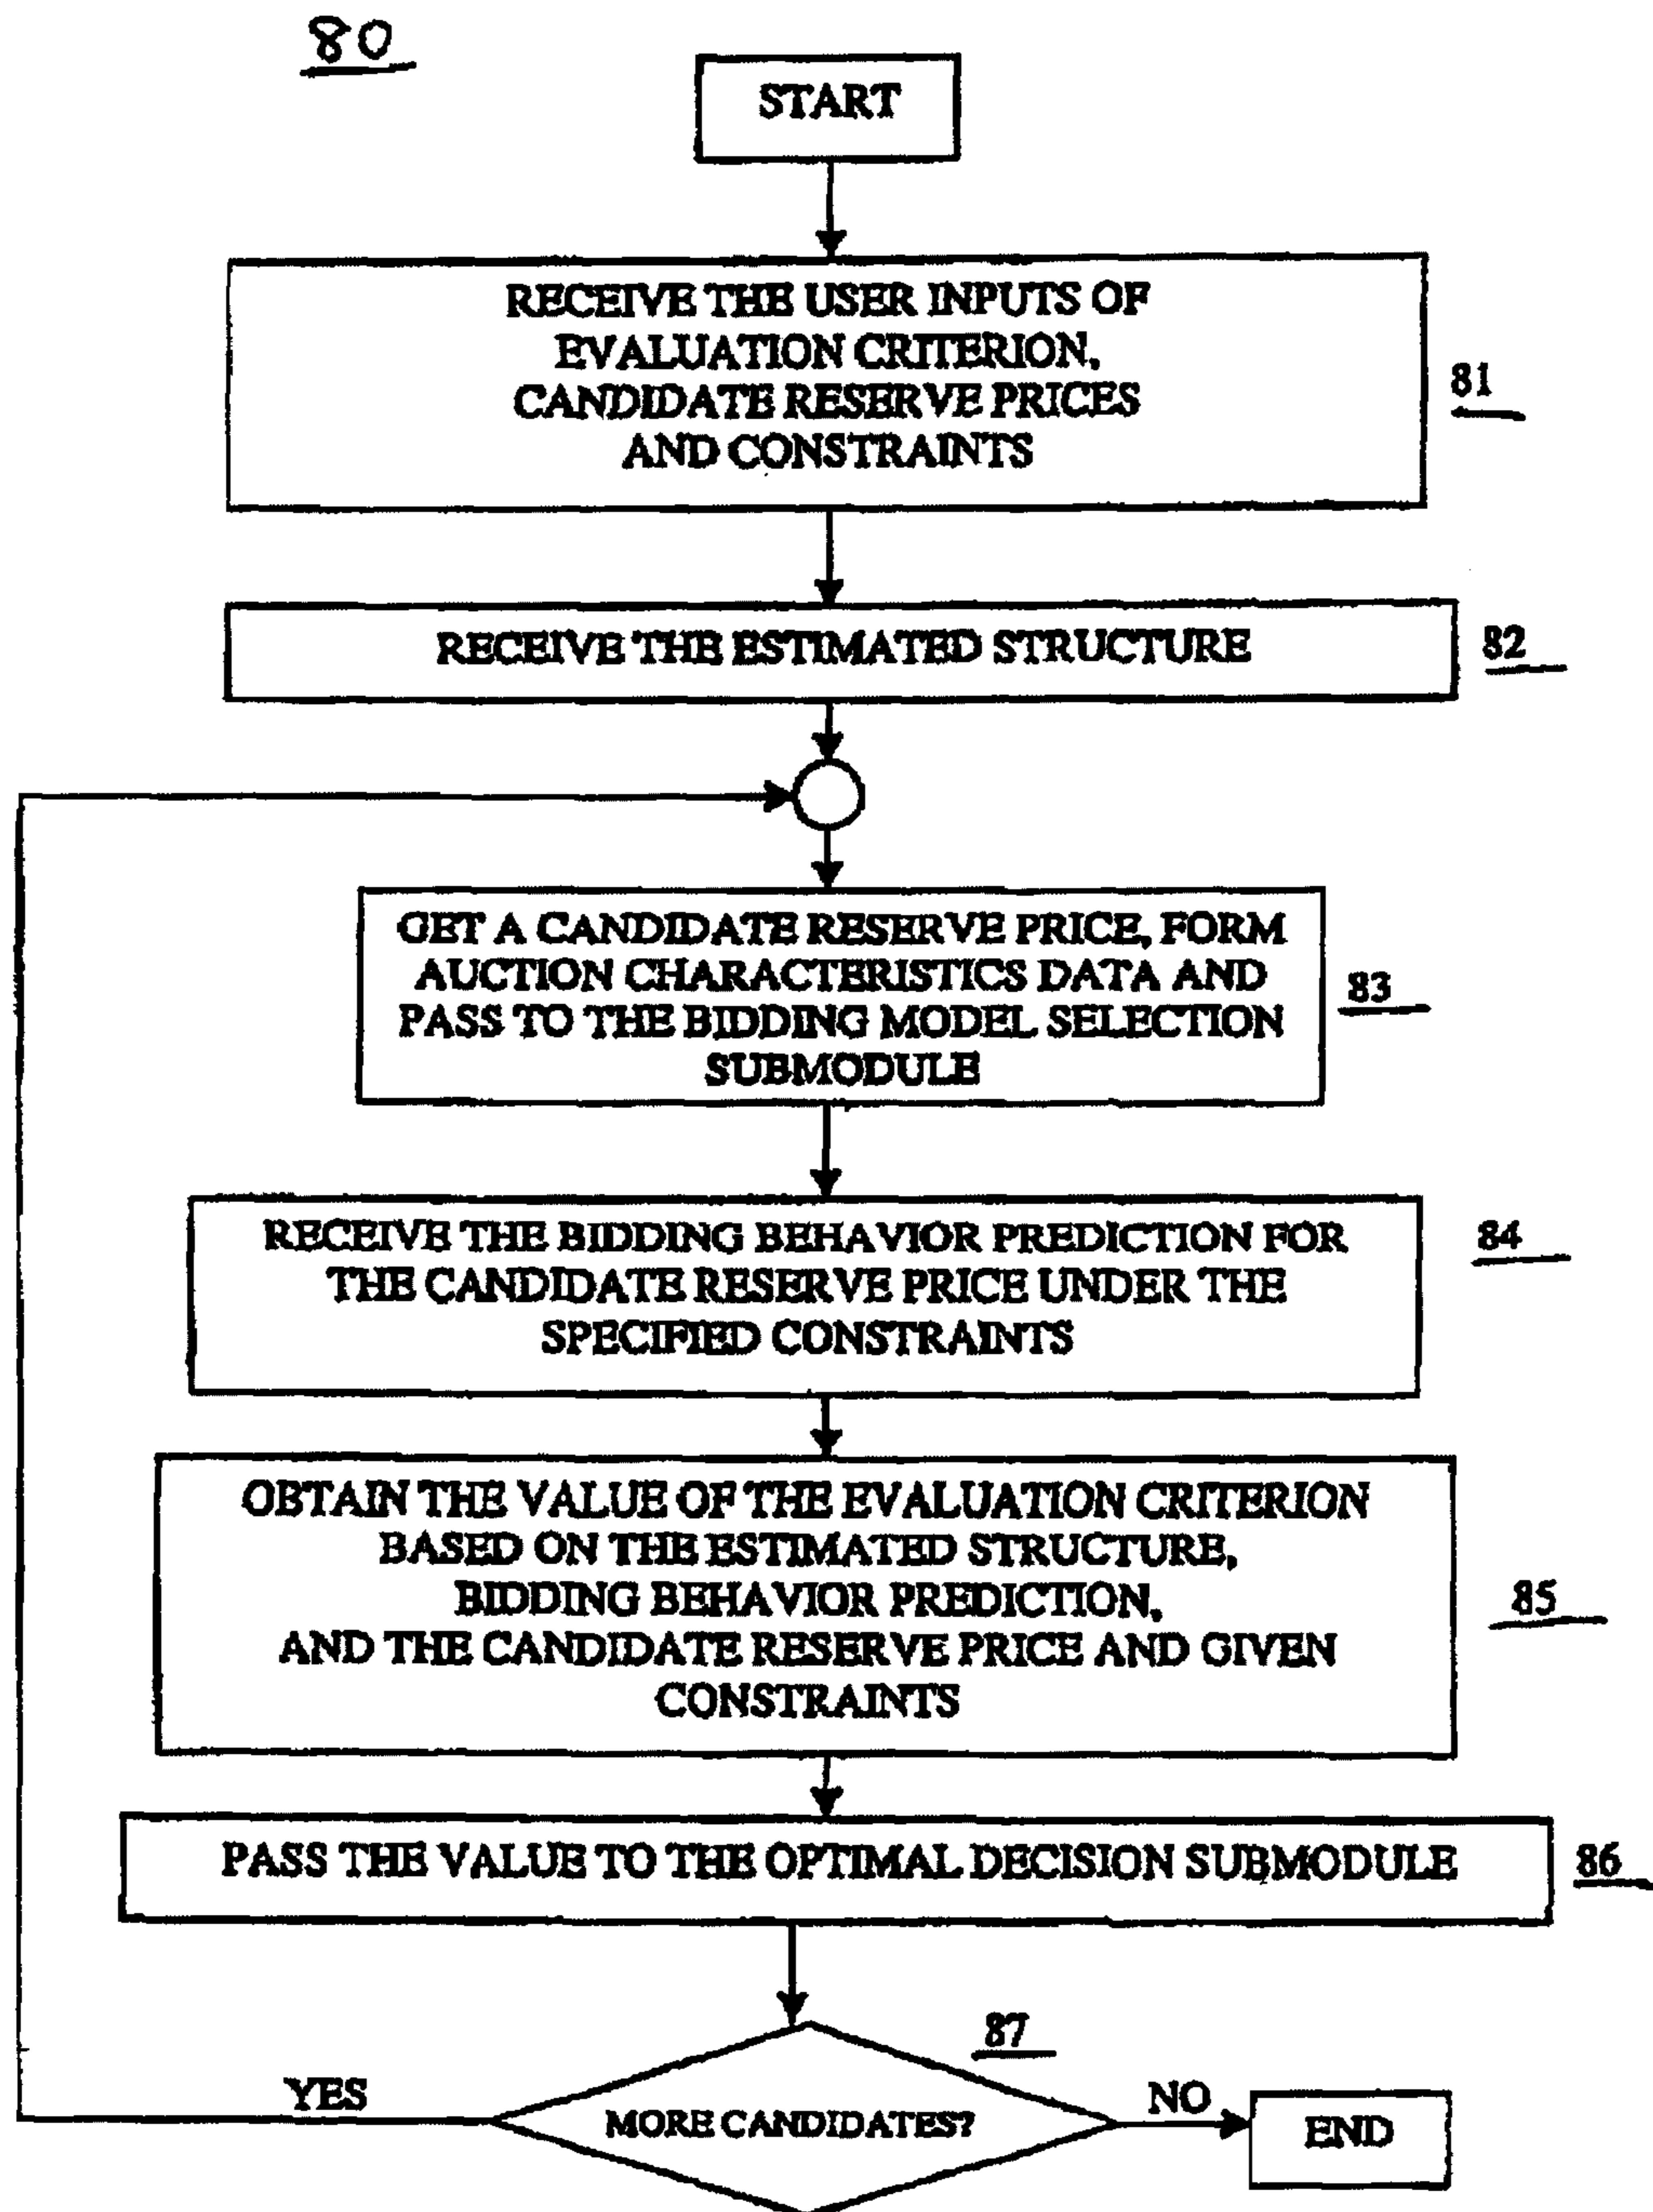 80
START
RECEIVE THE USER INPUTS OF
EVALUATION CRITERION,
CANDIDATE RESERVE PRICES
AND CONSTRAINTS
81
RECEIVE THE ESTIMATED STRUCTURE
82
GET A CANDIDATE RESERVE PRICE, FORM
AUCTION CHARACTERISTICS DATA AND
PASS TO THE BIDDING MODEL SELECTION
SUBMODULE
83
RECEIVE THE BIDDING BEHAVIOR PREDICTION FOR
THE CANDIDATE RESERVE PRICE UNDER THE
SPECIFIED CONSTRAINTS
84
OBTAIN THE VALUE OF THE EVALUATION CRITERION
BASED ON THE ESTIMATED STRUCTURE,
BIDDING BEHAVIOR PREDICTION,
AND THE CANDIDATE RESERVE PRICE AND GIVEN
CONSTRAINTS
85
PASS THE VALUE TO THE OPTIMAL DECISION SUBMODULE
86
87
YES
MORE CANDIDATES?
NO
END